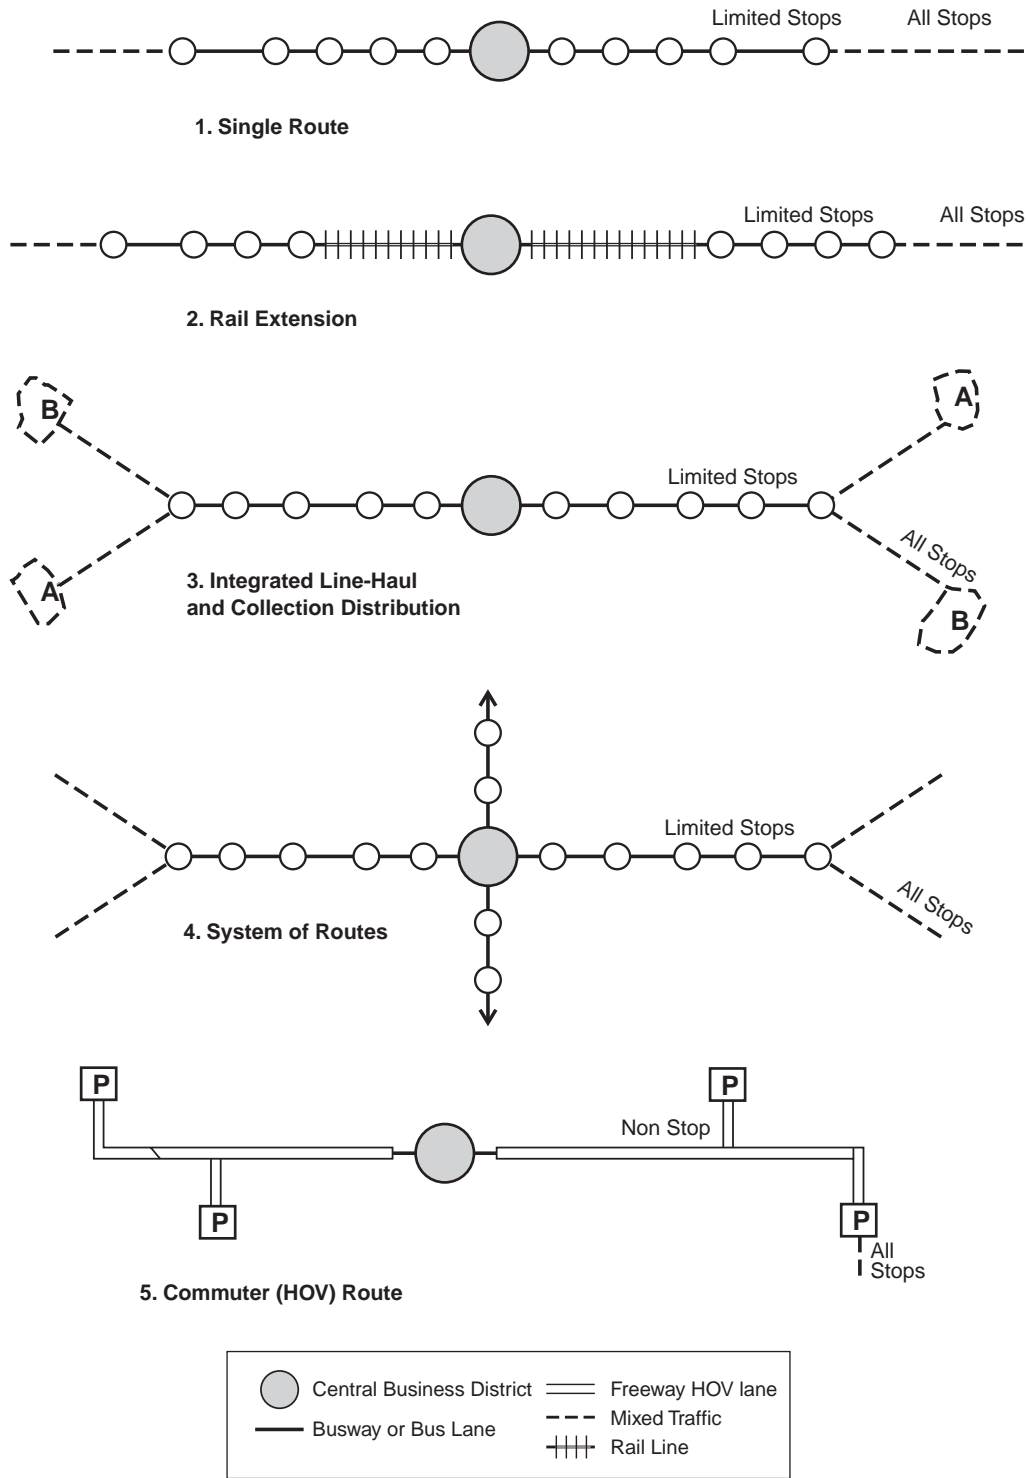 Limited Stops
All Stops
1. Single Route
Limited Stops
All Stops
2. Rail Extension
B
A
Limited Stops
All Stops
A
B
3. Integrated Line-Haul
and Collection Distribution
Limited Stops
All Stops
4. System of Routes
P
P
Non Stop
P
P
All
Stops
5. Commuter (HOV) Route
Central Business District
Freeway HOV lane
Busway or Bus Lane
Mixed Traffic
Rail Line